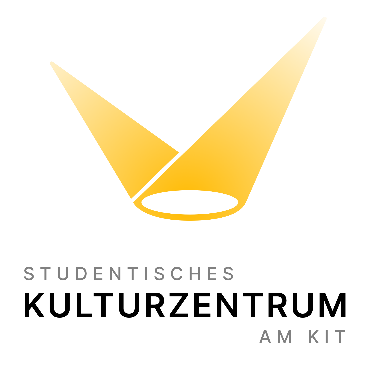 STUDENTISCHES
KULTURZENTRUM
AM KIT